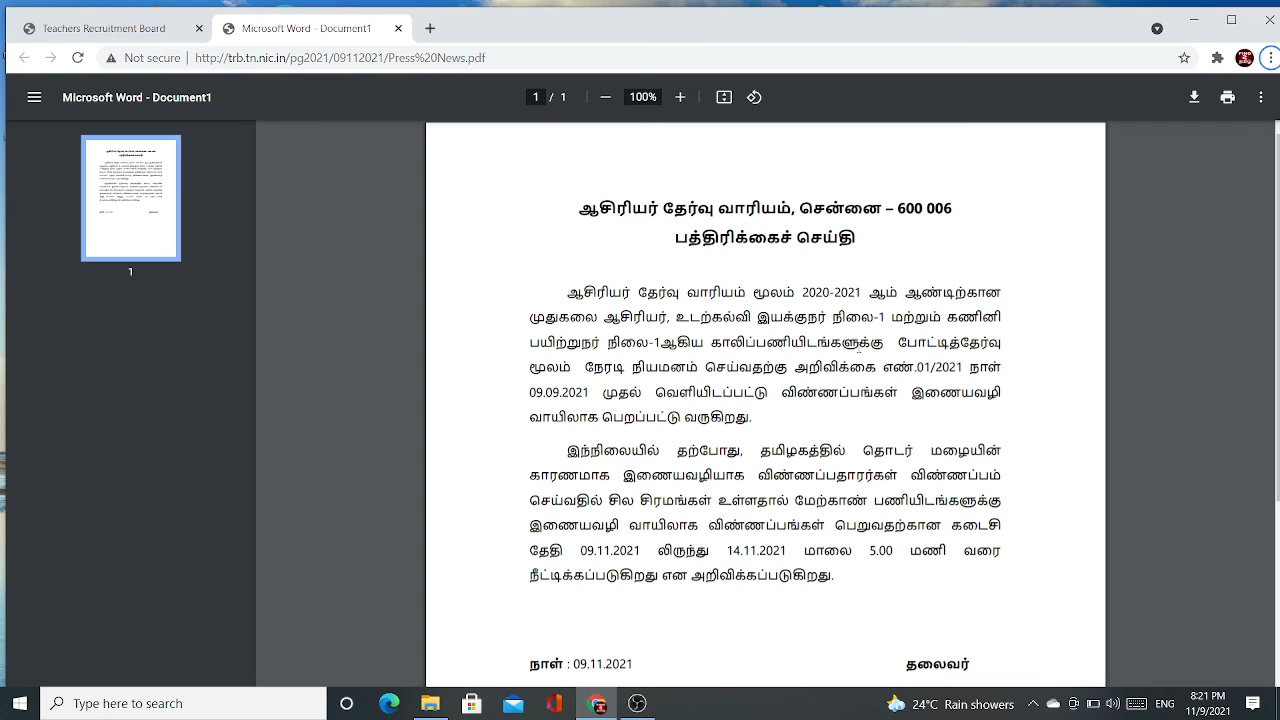 Teachers Recruitment Board
Microsoft Word - Document1
Not secure | http://trb.tn.nic.in/pg2021/09112021/Press%20News.pdf
Microsoft Word - Document1
1 / 1
100%
1
ஆசிரியர் தேர்வு வாரியம், சென்னை – 600 006
பத்திரிக்கைச் செய்தி
ஆசிரியர் தேர்வு வாரியம் மூலம் 2020-2021 ஆம் ஆண்டிற்கான
முதுகலை ஆசிரியர், உடற்கல்வி இயக்குநர் நிலை-1 மற்றும் கணினி
பயிற்றுநர் நிலை-1ஆகிய காலிப்பணியிடங்களுக்கு போட்டித்தேர்வு
மூலம் நேரடி நியமனம் செய்வதற்கு அறிவிக்கை எண்.01/2021 நாள்
09.09.2021 முதல் வெளியிடப்பட்டு விண்ணப்பங்கள் இணையவழி
வாயிலாக பெறப்பட்டு வருகிறது.
இந்நிலையில் தற்போது, தமிழகத்தில் தொடர் மழையின்
காரணமாக இணையவழியாக விண்ணப்பதாரர்கள் விண்ணப்பம்
செய்வதில் சில சிரமங்கள் உள்ளதால் மேற்காண் பணியிடங்களுக்கு
இணையவழி வாயிலாக விண்ணப்பங்கள் பெறுவதற்கான கடைசி
தேதி 09.11.2021 லிருந்து 14.11.2021 மாலை 5.00 மணி வரை
நீட்டிக்கப்படுகிறது என அறிவிக்கப்படுகிறது.
நாள் : 09.11.2021
தலைவர்
Type here to search
24°C Rain showers
ENG
8:21 PM
11/9/2021